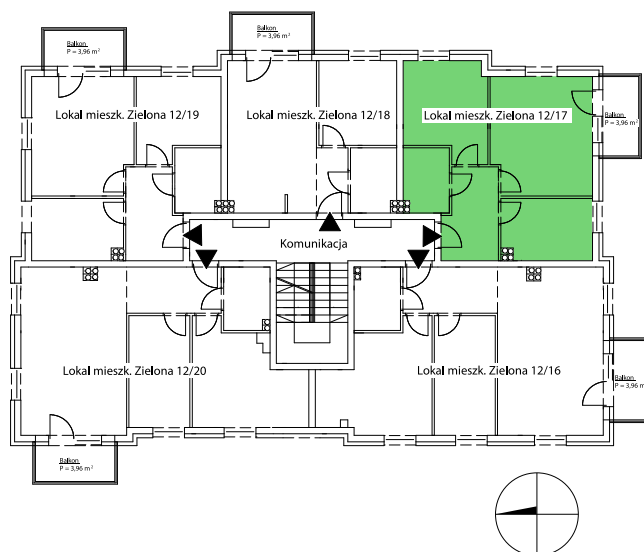 Balkon
P = 3,96 m²
Balkon
P = 3,96 m²
Lokal mieszk. Zielona 12/19
Lokal mieszk. Zielona 12/18
Lokal mieszk. Zielona 12/17
Balkon
P = 3,96 m²
Komunikacja
Lokal mieszk. Zielona 12/20
Lokal mieszk. Zielona 12/16
Balkon
P = 3,96 m
Balkon
P = 3,96 m²